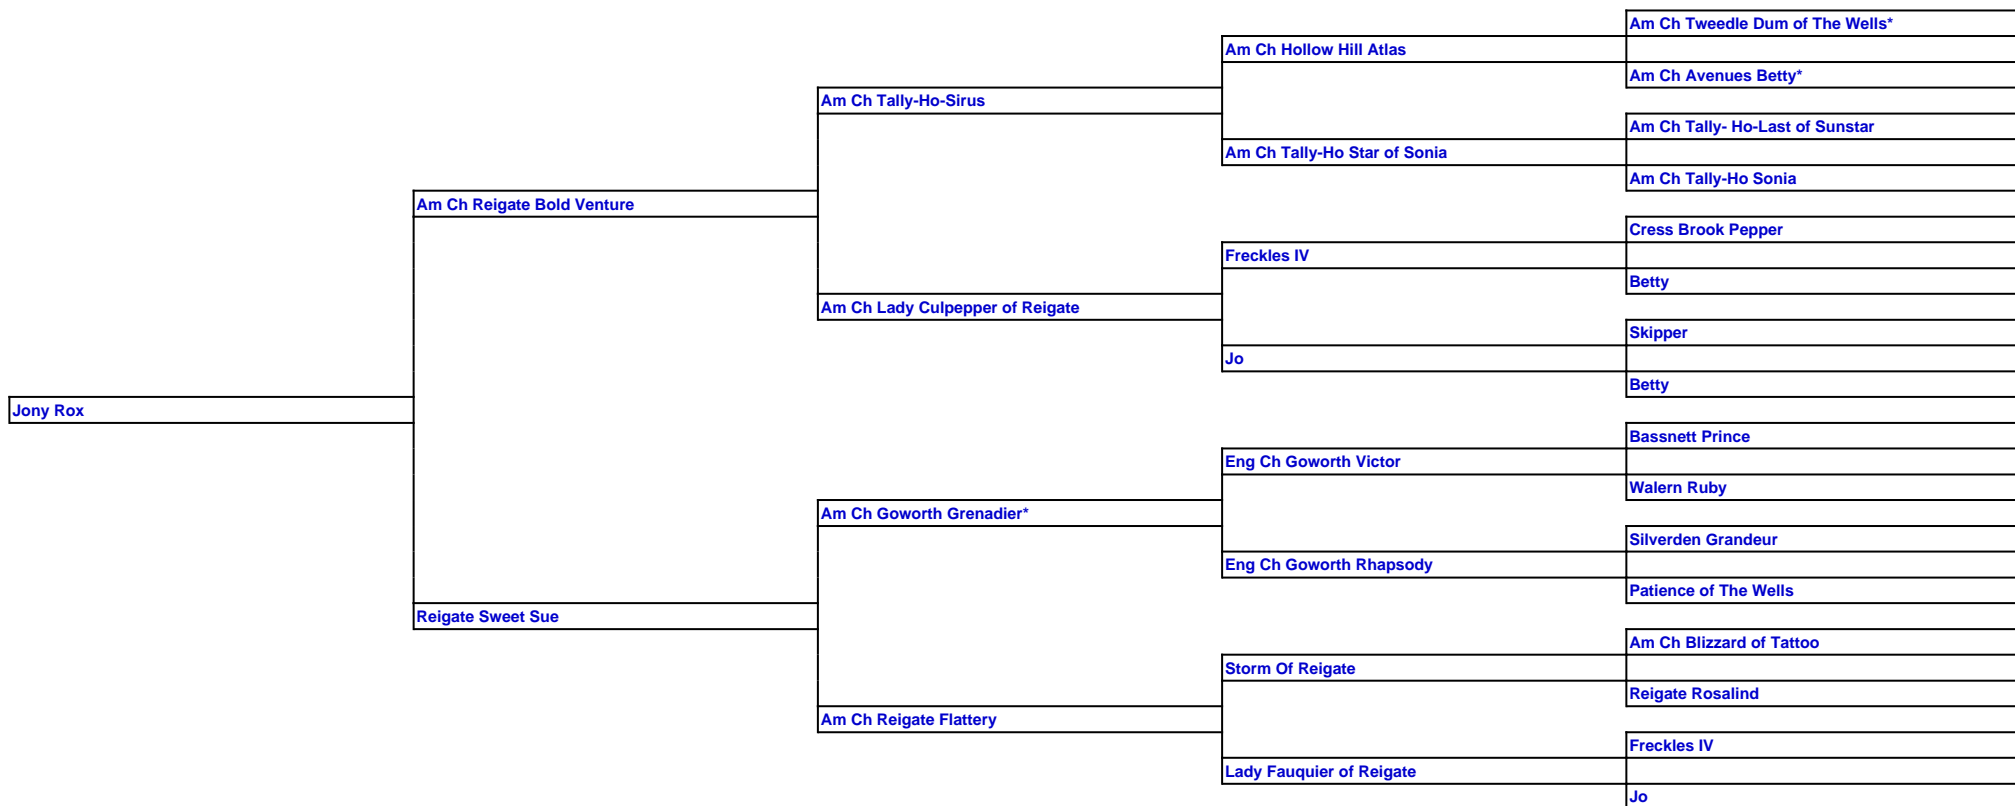 Am Ch Tweedle Dum of The Wells*
Am Ch Hollow Hill Atlas
Am Ch Avenues Betty*
Am Ch Tally-Ho-Sirus
Am Ch Tally- Ho-Last of Sunstar
Am Ch Tally-Ho Star of Sonia
Am Ch Tally-Ho Sonia
Am Ch Reigate Bold Venture
Cress Brook Pepper
Freckles IV
Betty
Am Ch Lady Culpepper of Reigate
Skipper
Jo
Betty
Jony Rox
Bassnett Prince
Eng Ch Goworth Victor
Walern Ruby
Am Ch Goworth Grenadier*
Silverden Grandeur
Eng Ch Goworth Rhapsody
Patience of The Wells
Reigate Sweet Sue
Am Ch Blizzard of Tattoo
Storm Of Reigate
Reigate Rosalind
Am Ch Reigate Flattery
Freckles IV
Lady Fauquier of Reigate
Jo